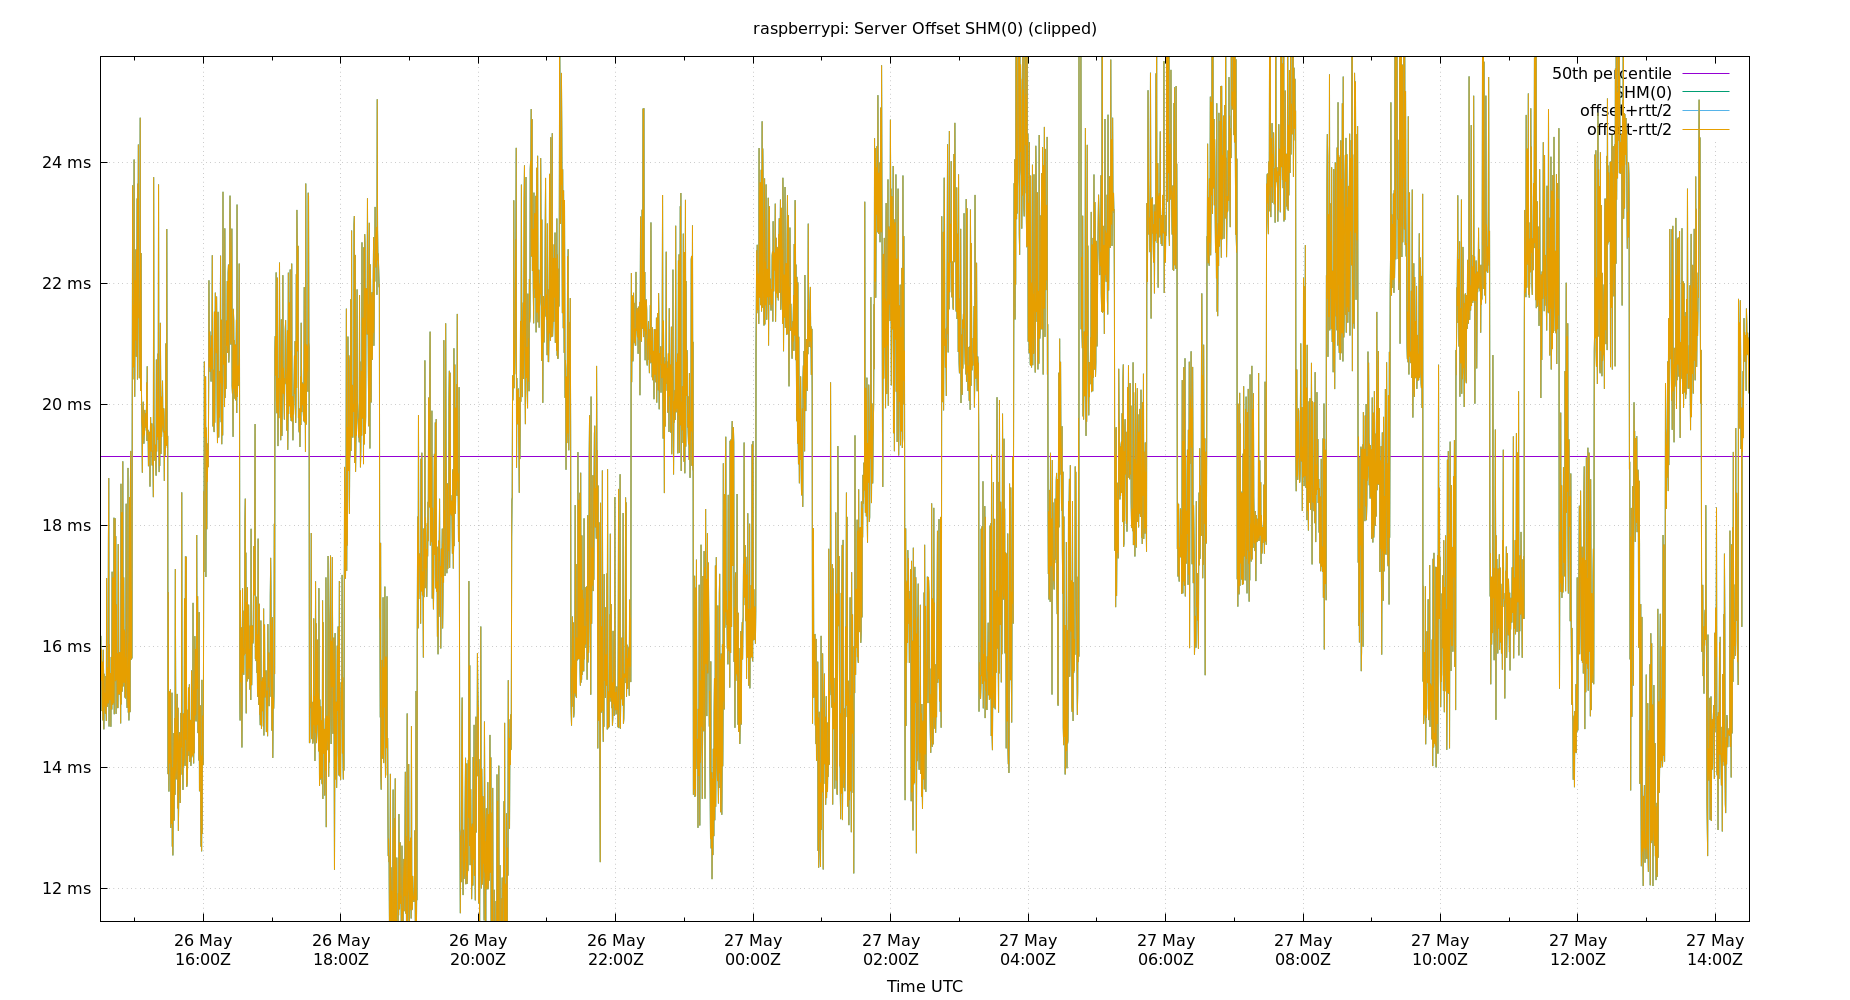 raspberrypi: Server Offset SHM(0) (clipped)
50th percentile
SHM(0)
offset+rtt/2
offset-rtt/2
24 ms
22 ms
20 ms
18 ms
16 ms
14 ms
12 ms
26 May 26 May 26 May 26 May 27 May 27 May 27 May 27 May 27 May 27 May 27 May 27 May
16:00Z 18:00Z 20:00Z 22:00Z 00:00Z 02:00Z 04:00Z 06:00Z 08:00Z 10:00Z 12:00Z 14:00Z
Time UTC